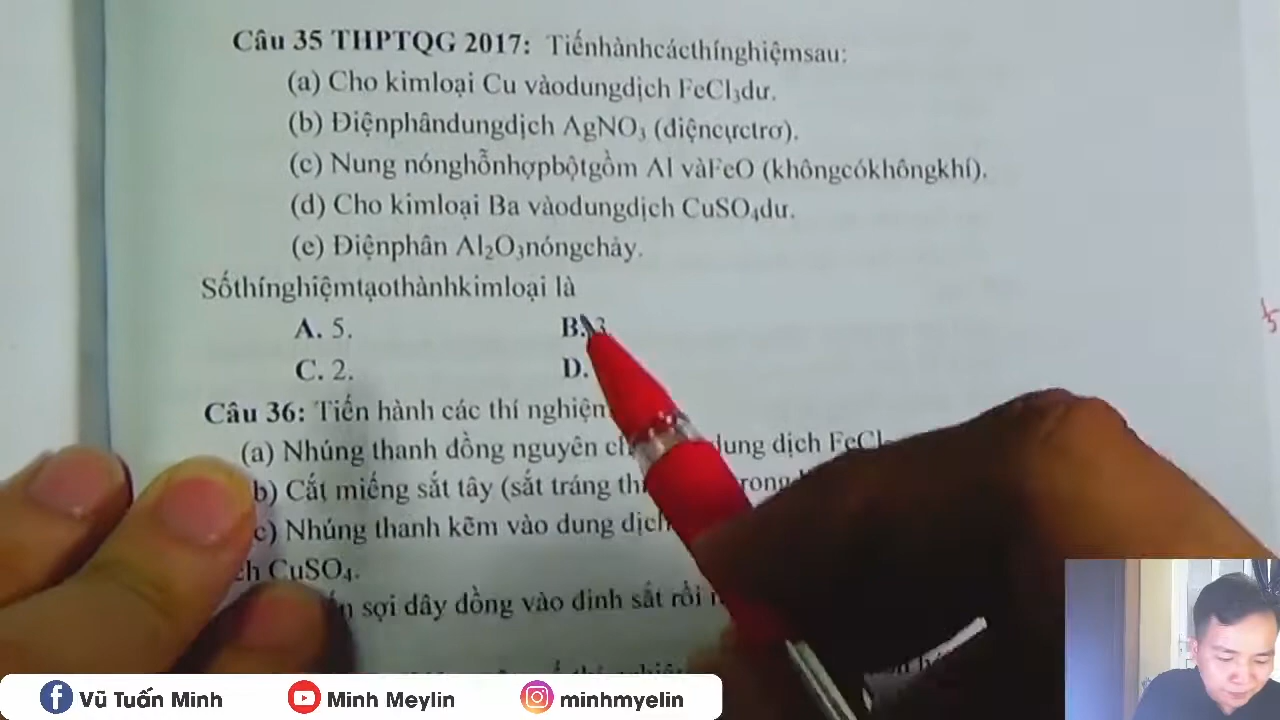 Câu 35 THPTQG 2017: Tiếnhànhcácthínghiệmsau:
(a) Cho kimloại Cu vàodungdịch FeCl₃dư.
(b) Điệnphândungdịch AgNO₃ (điệncựctrơ).
(c) Nung nónghỗnhợpbộtgồm Al vàFeO (khôngcókhôngkhí).
(d) Cho kimloại Ba vàodungdịch CuSO₄dư.
(e) Điệnphân Al₂O₃nóngchảy.
Sốthínghiệmtạothànhkimloại là
A. 5. B. 3.
C. 2. D.
Câu 36: Tiến hành các thí nghiệm
(a) Nhúng thanh đồng nguyên dung dịch FeCl
b) Cắt miếng sắt tây (sắt tráng
c) Nhúng thanh kẽm vào dung dịch
CuSO₄.
sợi dây đồng vào đinh sắt rồi
Vũ Tuấn Minh Minh Meylin minhmyelin